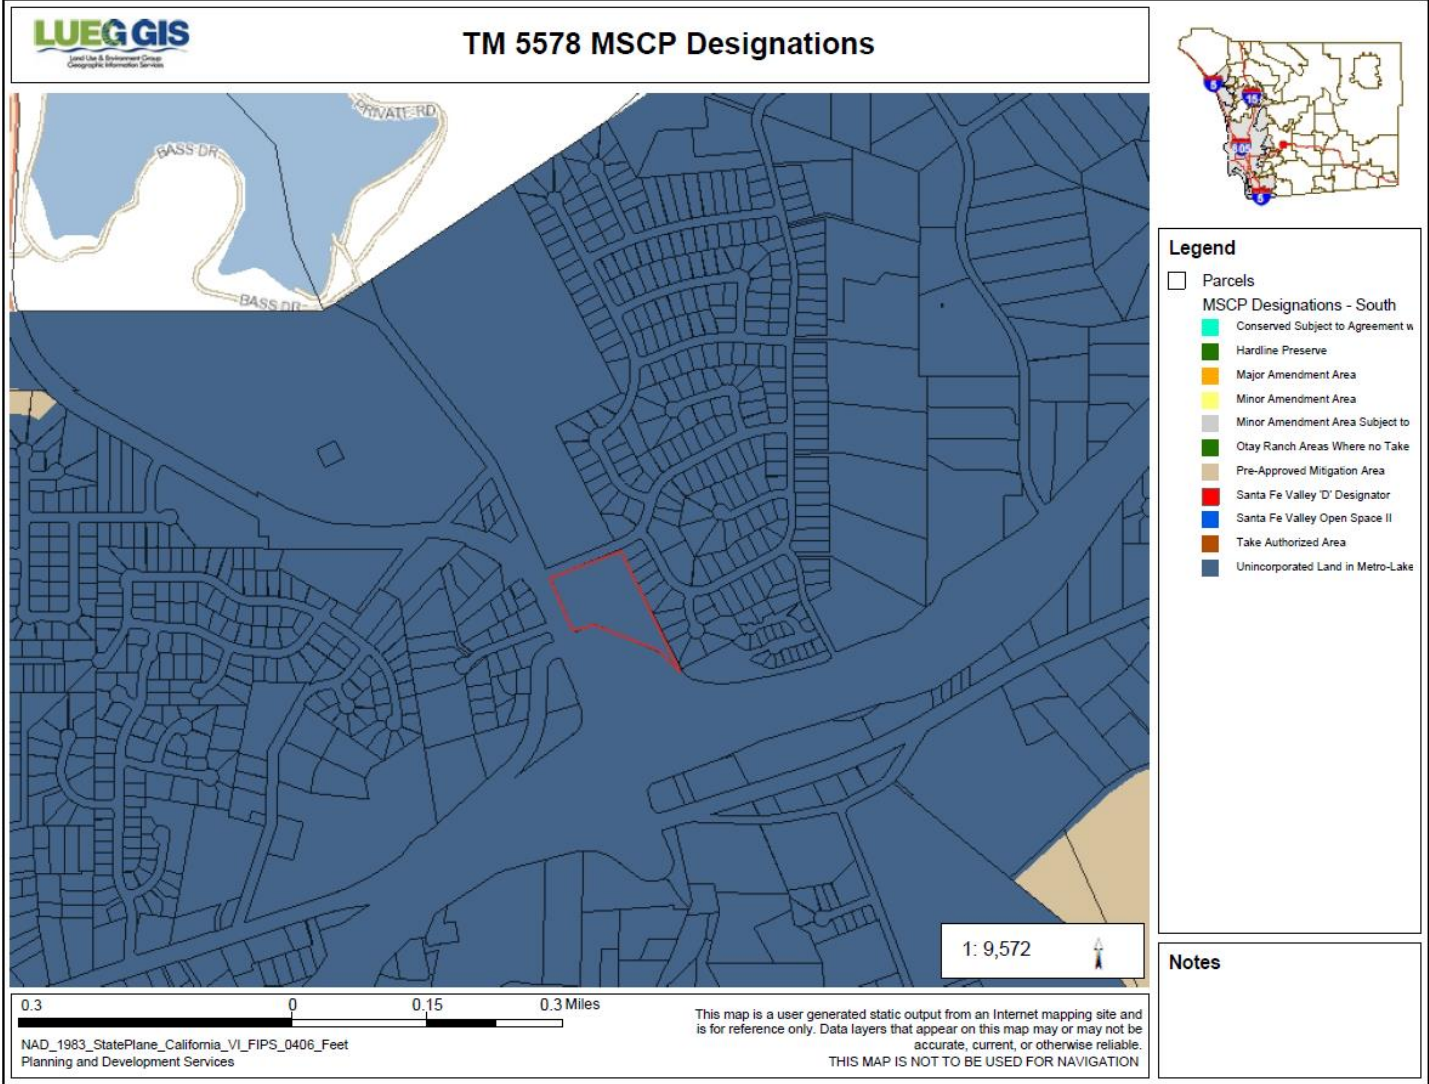 LUEG GIS
Land Use & Environment Group
Geographic Information Services
TM 5578 MSCP Designations
PRIVATE RD
BASS DR
BASS DR
5
15
805
8
Legend
Parcels
MSCP Designations - South
Conserved Subject to Agreement w
Hardline Preserve
Major Amendment Area
Minor Amendment Area
Minor Amendment Area Subject to
Otay Ranch Areas Where no Take
Pre-Approved Mitigation Area
Santa Fe Valley 'D' Designator
Santa Fe Valley Open Space II
Take Authorized Area
Unincorporated Land in Metro-Lake
1: 9,572
Notes
0.3 0 0.15 0.3 Miles
NAD_1983_StatePlane_California_VI_FIPS_0406_Feet
Planning and Development Services
This map is a user generated static output from an Internet mapping site and
is for reference only. Data layers that appear on this map may or may not be
accurate, current, or otherwise reliable.
THIS MAP IS NOT TO BE USED FOR NAVIGATION